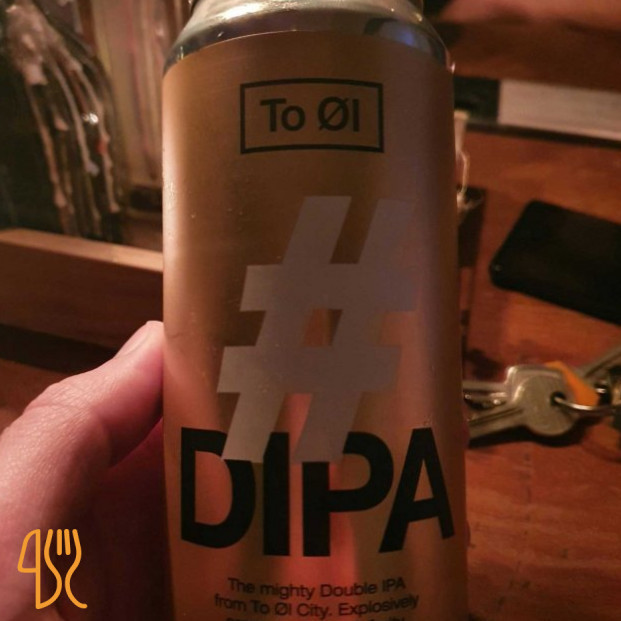 To Øl
#
DIPA
The mighty Double IPA
from To Øl City. Explosively